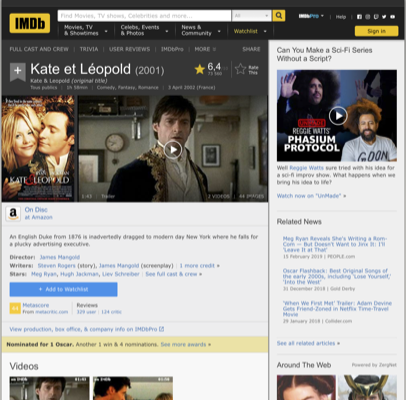 IMDb
Find Movies, TV shows, Celebrities and more...
All
IMDbPro
Help
Movies, TV
& Showtimes
Celebs, Events
& Photos
News &
Community
Watchlist
Sign in
FULL CAST AND CREW | TRIVIA | USER REVIEWS | IMDbPro | MORE
SHARE
Kate et Léopold (2001)
Kate & Leopold (original title)
6,4
Rate
This
Tous publics | 1h 58min | Comedy, Fantasy, Romance | 3 April 2002 (France)
KATE LEOPOLD
1:43 | Trailer
2 VIDEOS | 44 IMAGES
On Disc
at Amazon
An English Duke from 1876 is inadvertedly dragged to modern day New York where he falls for
a plucky advertising executive.
Director: James Mangold
Writers: Steven Rogers (story), James Mangold (screenplay) | 1 more credit »
Stars: Meg Ryan, Hugh Jackman, Liev Schreiber | See full cast & crew »
+ Add to Watchlist
Metascore
From metacritic.com
Reviews
329 user | 124 critic
View production, box office, & company info on IMDbPro
Nominated for 1 Oscar. Another 1 win & 4 nominations. See more awards »
Videos
Can You Make a Sci-Fi Series
Without a Script?
REGGIE WATTS'
PHASIUM
PROTOCOL
Well Reggie Watts sure tried with his idea for
a sci-fi improv show. What happens when we
bring his idea to life?
Watch now on "UnMade" »
Related News
Meg Ryan Reveals She's Writing a Rom-
Com — But Doesn't Want to Jinx It: I'll
'Leave It at That'
15 February 2019 | PEOPLE.com
Oscar Flashback: Best Original Songs of
the early 2000s, including 'Lose Yourself,'
'Into the West'
31 December 2018 | Gold Derby
'When We First Met' Trailer: Adam Devine
Gets Friend-Zoned in Netflix Time-Travel
Movie
29 January 2018 | Collider.com
See all related articles »
Around The Web
Powered by ZergNet